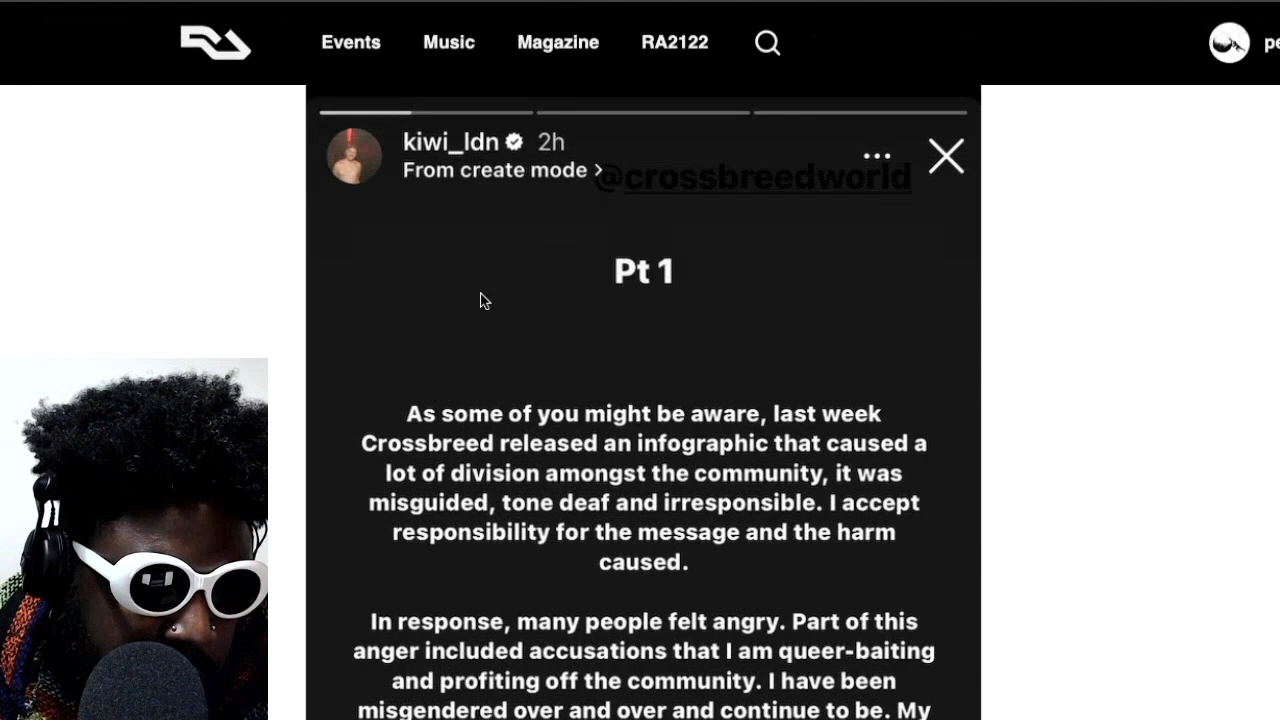 Events Music Magazine RA2122
kiwi_ldn 2h
From create mode >
@crossbreedworld
Pt 1
As some of you might be aware, last week
Crossbreed released an infographic that caused a
lot of division amongst the community, it was
misguided, tone deaf and irresponsible. I accept
responsibility for the message and the harm
caused.
In response, many people felt angry. Part of this
anger included accusations that I am queer-baiting
and profiting off the community. I have been
misgendered over and over and continue to be. My